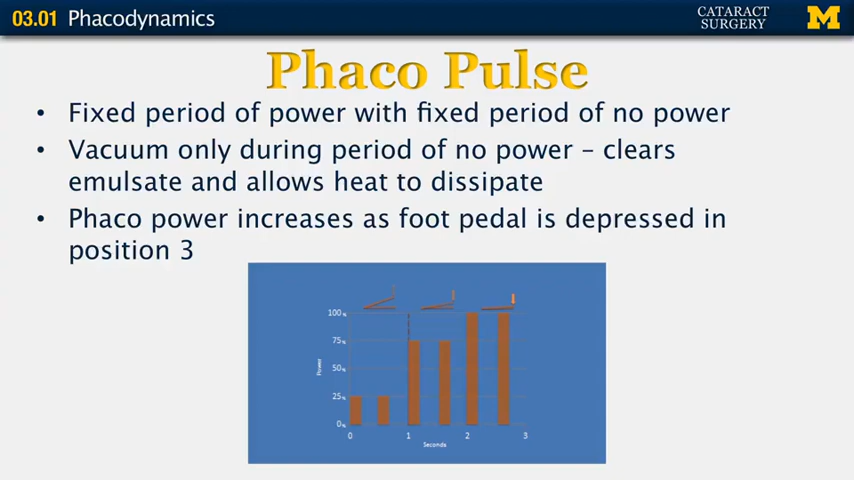 03.01 Phacodynamics
CATARACT
SURGERY
M
Phaco Pulse
• Fixed period of power with fixed period of no power
• Vacuum only during period of no power – clears
emulsate and allows heat to dissipate
• Phaco power increases as foot pedal is depressed in
position 3
100%
75%
50%
25%
0%
Power
0 1 2 3
Seconds